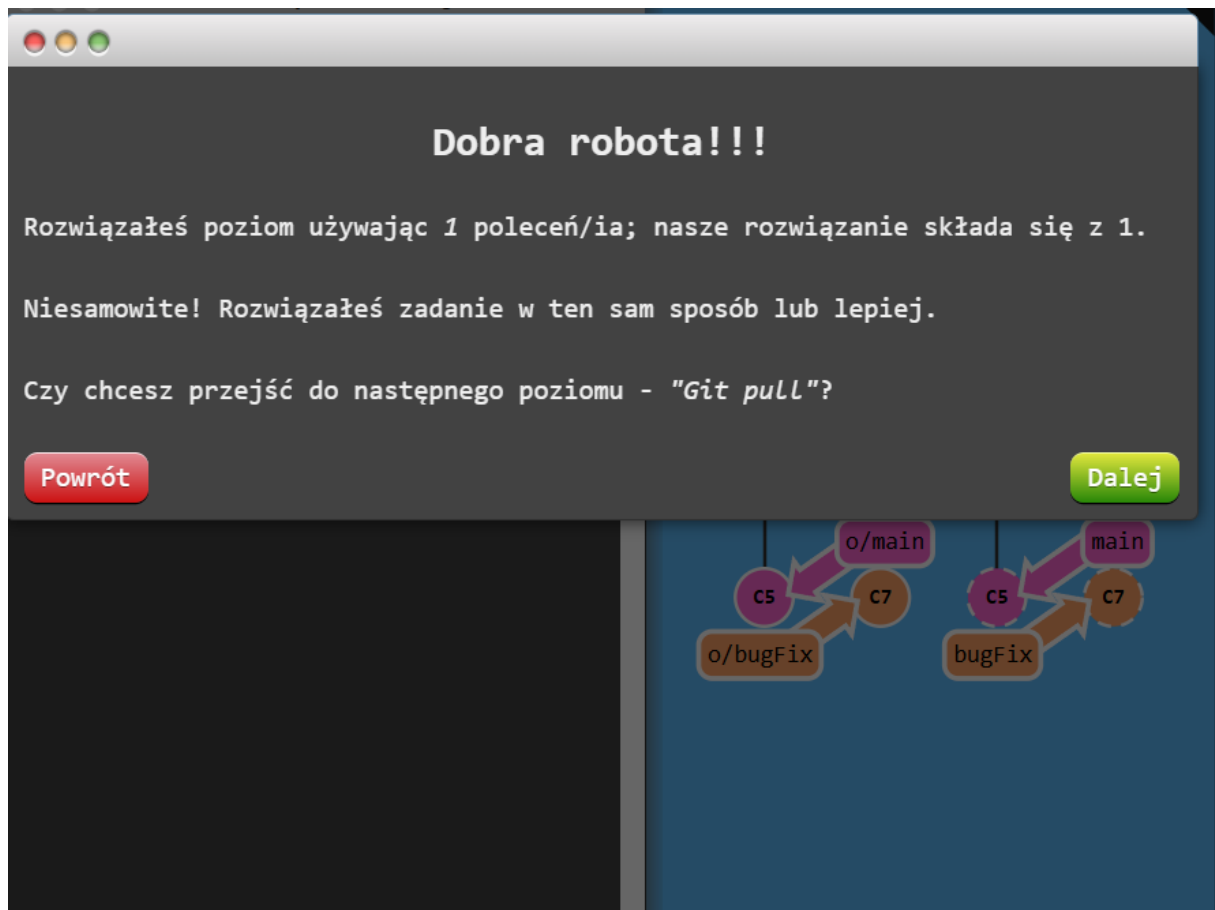 Dobra robota!!!
Rozwiązałeś poziom używając 1 poleceń/ia; nasze rozwiązanie składa się z 1.
Niesamowite! Rozwiązałeś zadanie w ten sam sposób lub lepiej.
Czy chcesz przejść do następnego poziomu - "Git pull"?
Powrót
Dalej
o/main
main
C5
C7
C5
C7
o/bugFix
bugFix